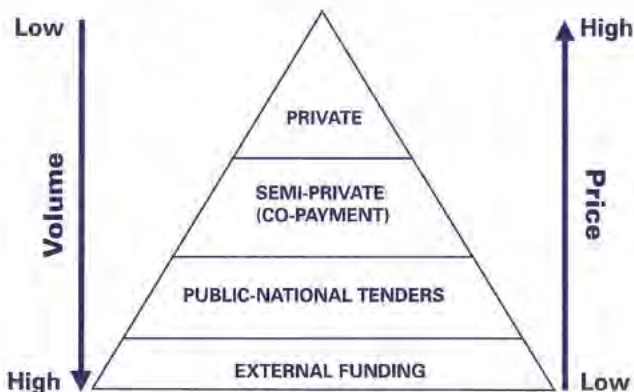 Low
High
PRIVATE
SEMI-PRIVATE
(CO-PAYMENT)
Volume
Price
PUBLIC-NATIONAL TENDERS
EXTERNAL FUNDING
High
Low